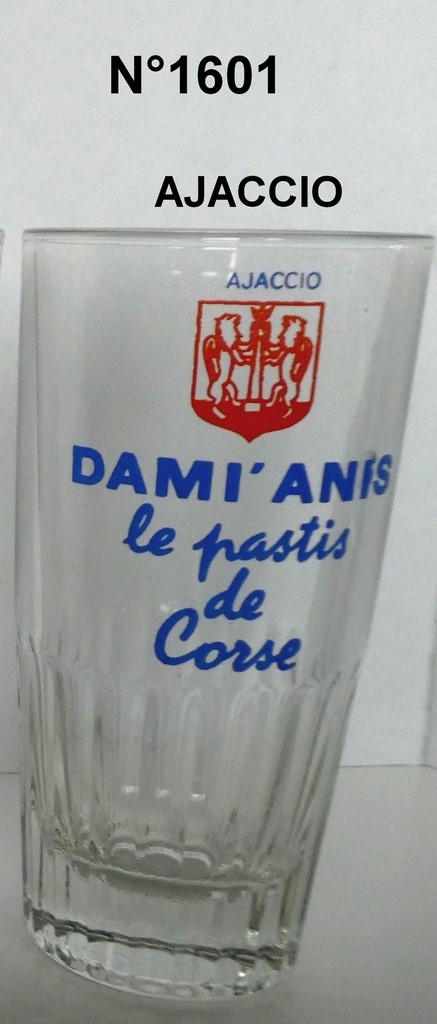 N°1601
AJACCIO
AJACCIO
DAMI'ANIS
le pastis
de
Corse